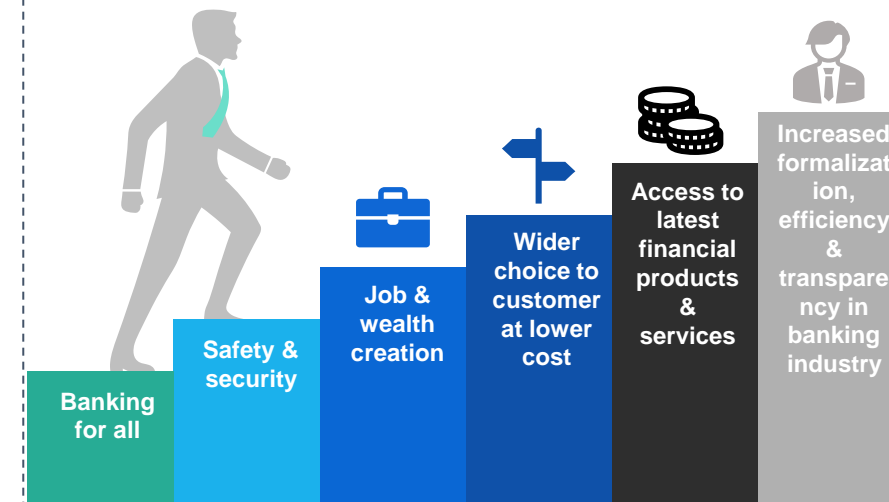 Banking
for all
Safety &
security
Job &
wealth
creation
Wider
choice to
customer
at lower
cost
Access to
latest
financial
products
&
services
Increased
formalizat
ion,
efficiency
&
transpare
ncy in
banking
industry